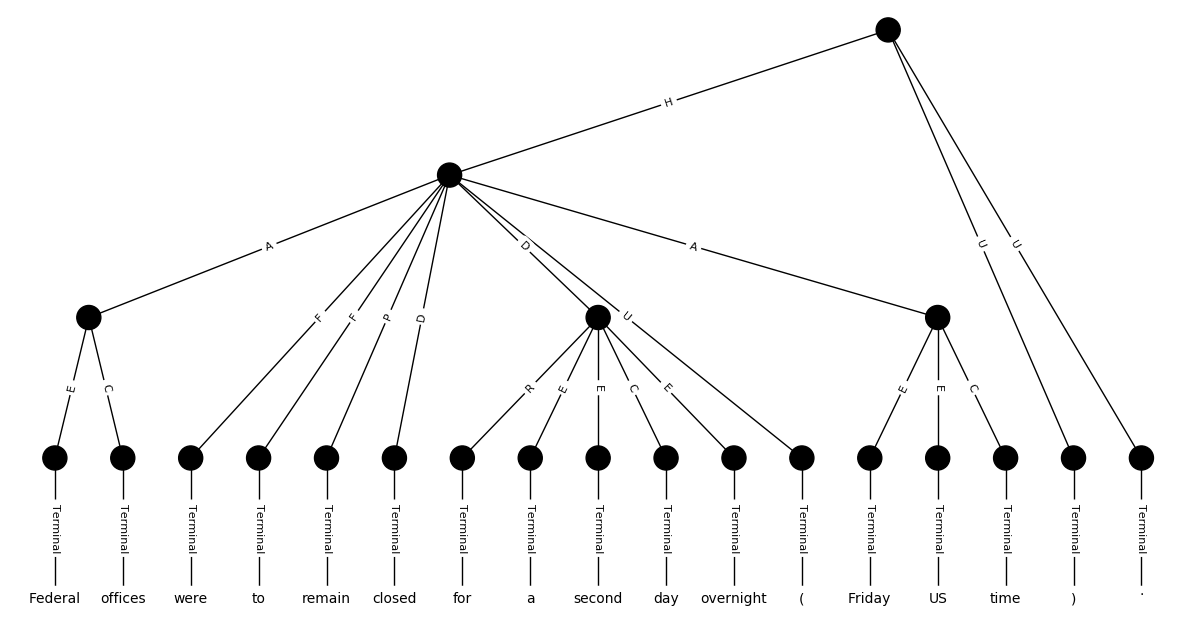 H
A D A U U
F F P D U
E C R E E C E E E C
Terminal Terminal Terminal Terminal Terminal Terminal Terminal Terminal Terminal Terminal Terminal Terminal Terminal Terminal Terminal Terminal Terminal
Federal offices were to remain closed for a second day overnight ( Friday US time ) .